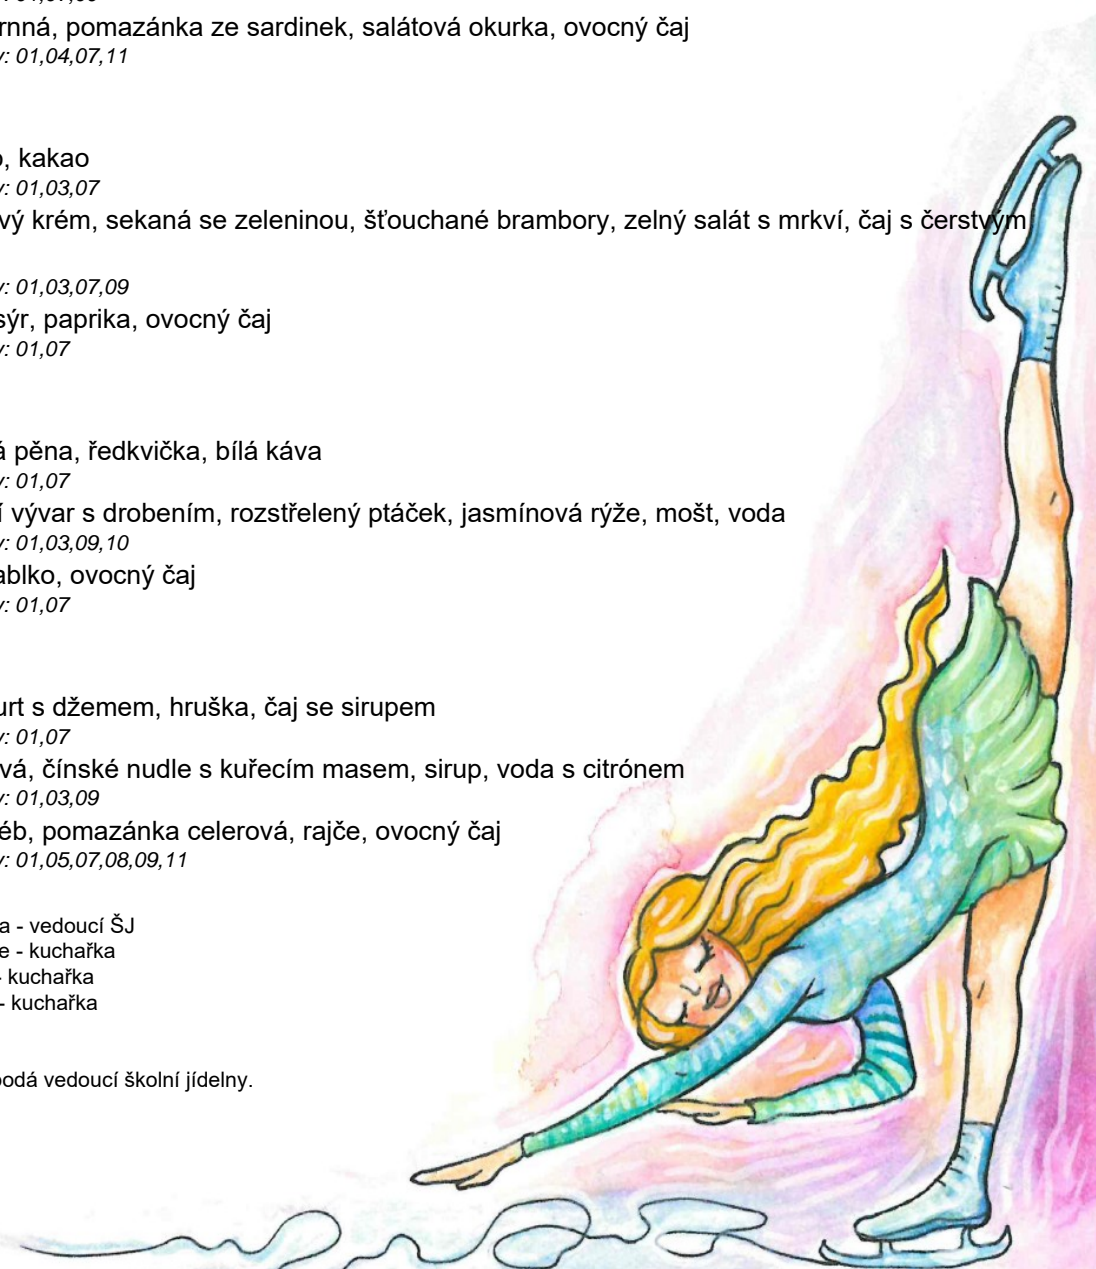 rnná, pomazánka ze sardinek, salátová okurka, ovocný čaj
v: 01,04,07,11
o, kakao
v: 01,03,07
vý krém, sekaná se zeleninou, šťouchané brambory, zelný salát s mrkví, čaj s čerstvým
v: 01,03,07,09
sýr, paprika, ovocný čaj
v: 01,07
á pěna, ředkvička, bílá káva
v: 01,07
í vývar s drobením, rozstřelený ptáček, jasmínová rýže, mošt, voda
v: 01,03,09,10
ablko, ovocný čaj
v: 01,07
urt s džemem, hruška, čaj se sirupem
v: 01,07
vá, čínské nudle s kuřecím masem, sirup, voda s citrónem
v: 01,03,09
éb, pomazánka celerová, rajče, ovocný čaj
v: 01,05,07,08,09,11
a - vedoucí ŠJ
e - kuchařka
- kuchařka
- kuchařka
podá vedoucí školní jídelny.